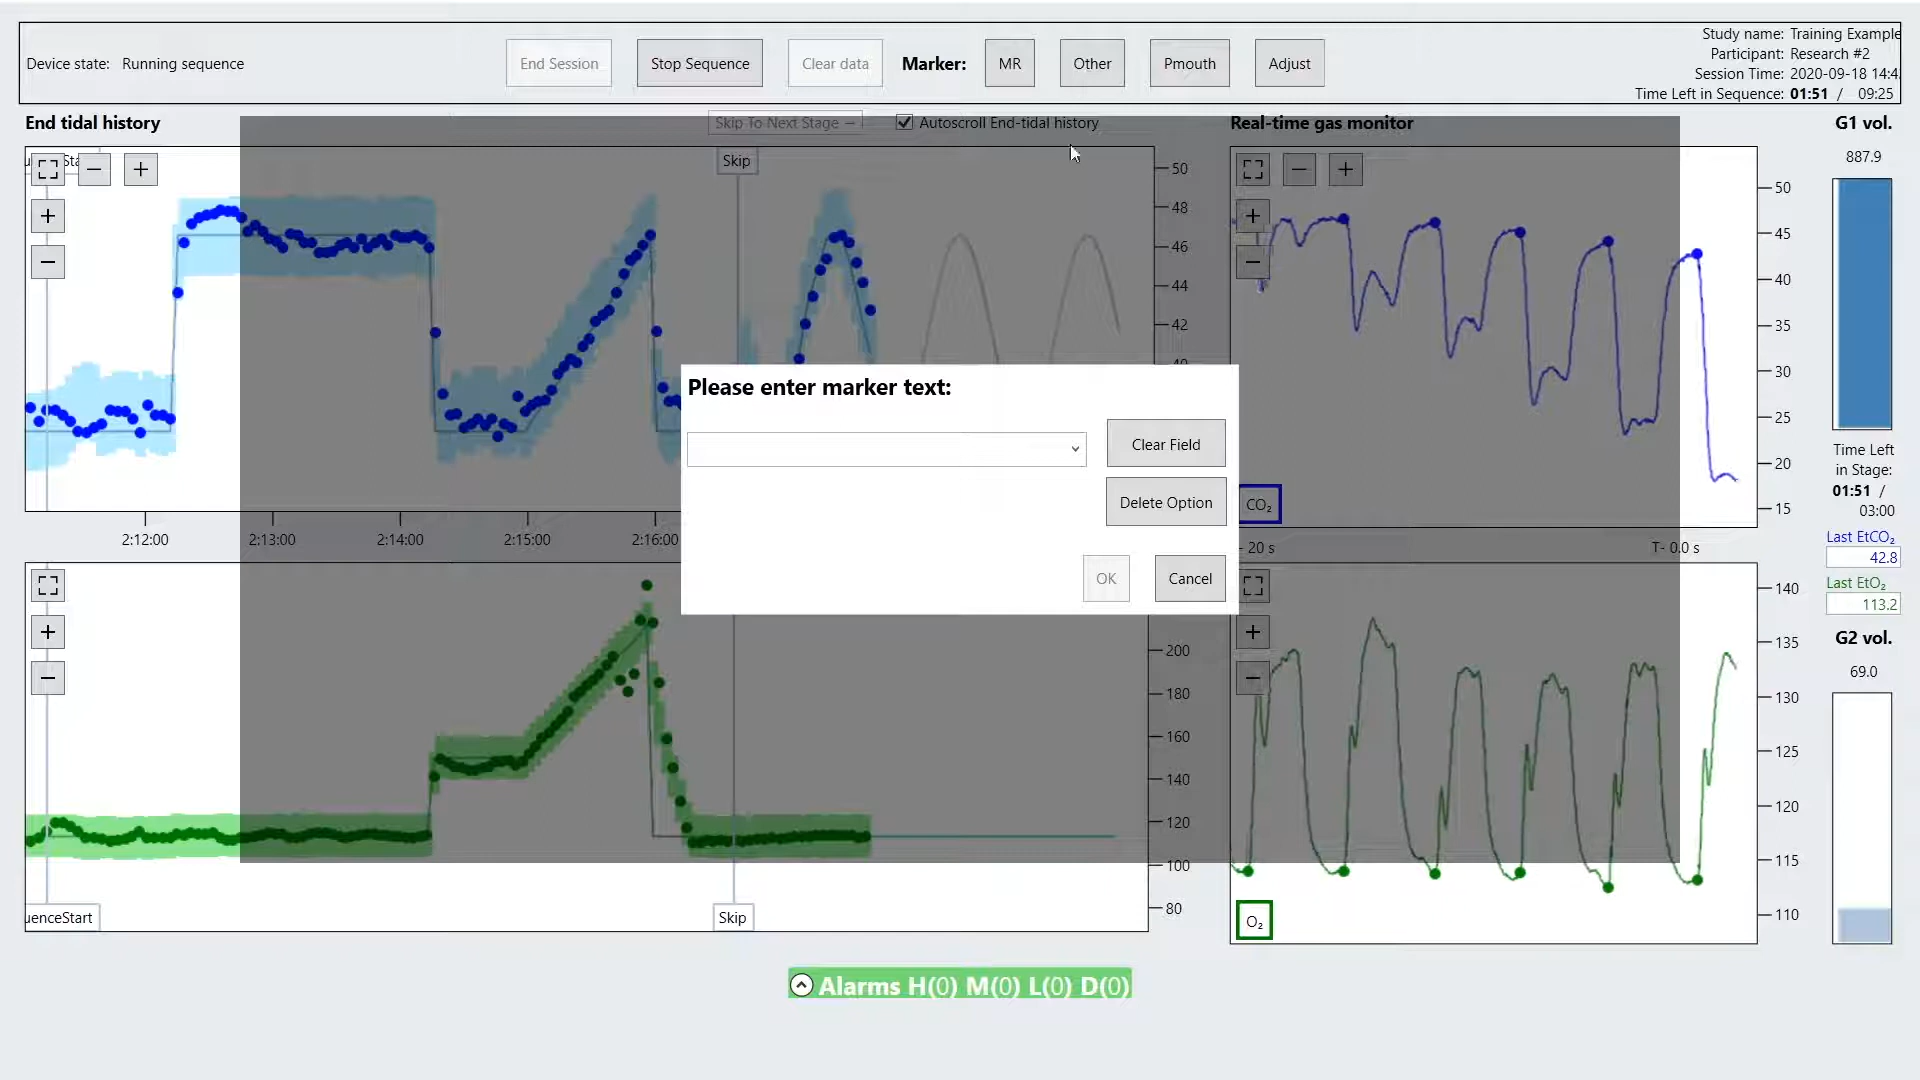 Device state: Running sequence
End Session
Stop Sequence
Clear data
Marker:
MR
Other
Pmouth
Adjust
Study name: Training Example
Participant: Research #2
Session Time: 2020-09-18 14:4
Time Left in Sequence: 01:51 / 09:25
End tidal history
Skip To Next Stage
Autoscroll End-tidal history
Real-time gas monitor
G1 vol.
887.9
Skip
50
48
46
44
42
40
50
45
40
35
30
25
20
15
Please enter marker text:
Clear Field
Delete Option
OK
Cancel
CO₂
Time Left
in Stage:
01:51 /
03:00
2:12:00
2:13:00
2:14:00
2:15:00
2:16:00
- 20 s
T- 0.0 s
Last EtCO₂
42.8
Last EtO₂
113.2
G2 vol.
69.0
200
180
160
140
120
100
80
140
135
130
125
120
115
110
uenceStart
Skip
O₂
Alarms H(0) M(0) L(0) D(0)